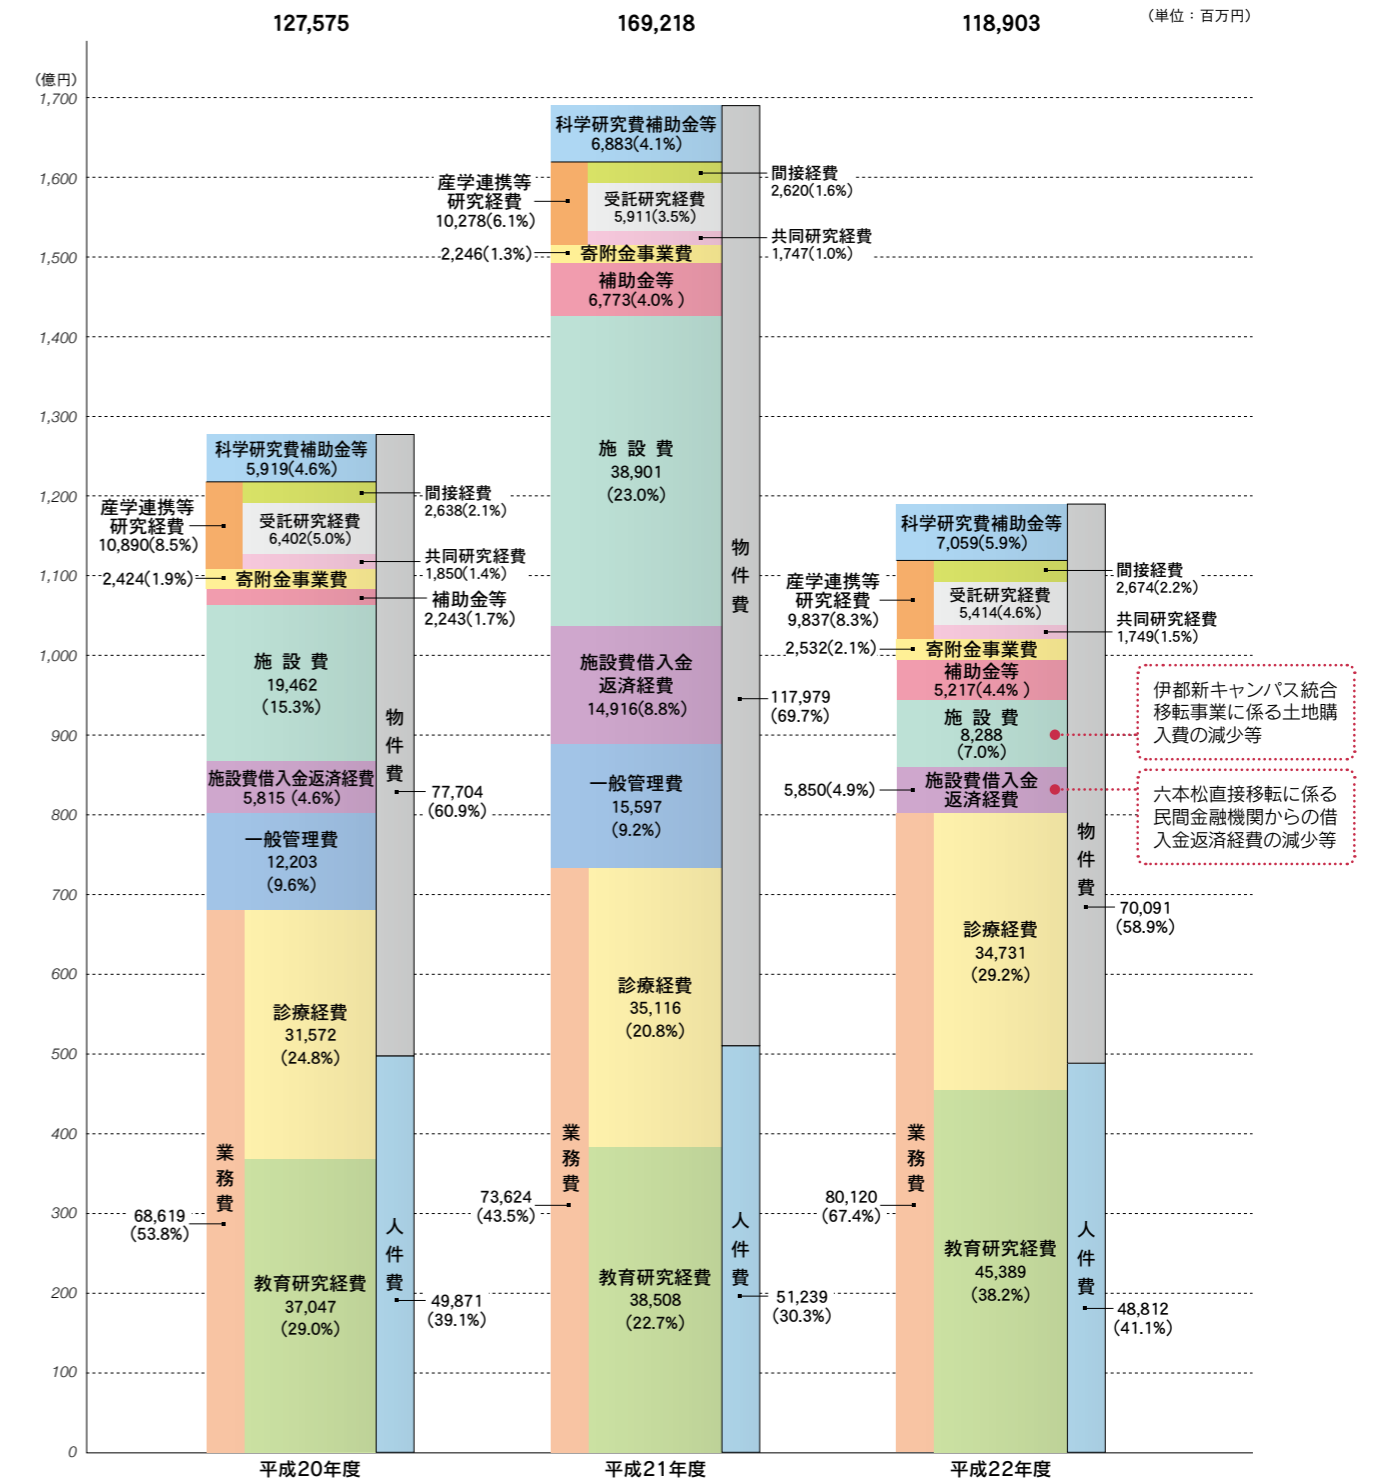 127,575
169,218
118,903
（単位：百万円）
（億円）
1,700
1,600
1,500
1,400
1,300
1,200
1,100
1,000
900
800
700
600
500
400
300
200
100
0
科学研究費補助金等
5,919(4.6%)
産学連携等
研究経費
10,890(8.5%)
間接経費
2,638(2.1%)
受託研究経費
6,402(5.0%)
共同研究経費
1,850(1.4%)
2,424(1.9%)
寄附金事業費
補助金等
2,243(1.7%)
施設費
19,462
(15.3%)
施設費借入金返済経費
5,815 (4.6%)
一般管理費
12,203
(9.6%)
物件費
77,704
(60.9%)
診療経費
31,572
(24.8%)
業務費
68,619
(53.8%)
教育研究経費
37,047
(29.0%)
人件費
49,871
(39.1%)
平成20年度
科学研究費補助金等
6,883(4.1%)
産学連携等
研究経費
10,278(6.1%)
間接経費
2,620(1.6%)
受託研究経費
5,911(3.5%)
共同研究経費
1,747(1.0%)
2,246(1.3%)
寄附金事業費
補助金等
6,773(4.0% )
施設費
38,901
(23.0%)
施設費借入金
返済経費
14,916(8.8%)
一般管理費
15,597
(9.2%)
物件費
117,979
(69.7%)
診療経費
35,116
(20.8%)
業務費
73,624
(43.5%)
教育研究経費
38,508
(22.7%)
人件費
51,239
(30.3%)
平成21年度
科学研究費補助金等
7,059(5.9%)
産学連携等
研究経費
9,837(8.3%)
間接経費
2,674(2.2%)
受託研究経費
5,414(4.6%)
共同研究経費
1,749(1.5%)
2,532(2.1%)
寄附金事業費
補助金等
5,217(4.4% )
施設費
8,288
(7.0%)
伊都新キャンパス統合
移転事業に係る土地購
入費の減少等
5,850(4.9%)
施設費借入金
返済経費
六本松直接移転に係る
民間金融機関からの借
入金返済経費の減少等
物件費
70,091
(58.9%)
診療経費
34,731
(29.2%)
業務費
80,120
(67.4%)
教育研究経費
45,389
(38.2%)
人件費
48,812
(41.1%)
平成22年度